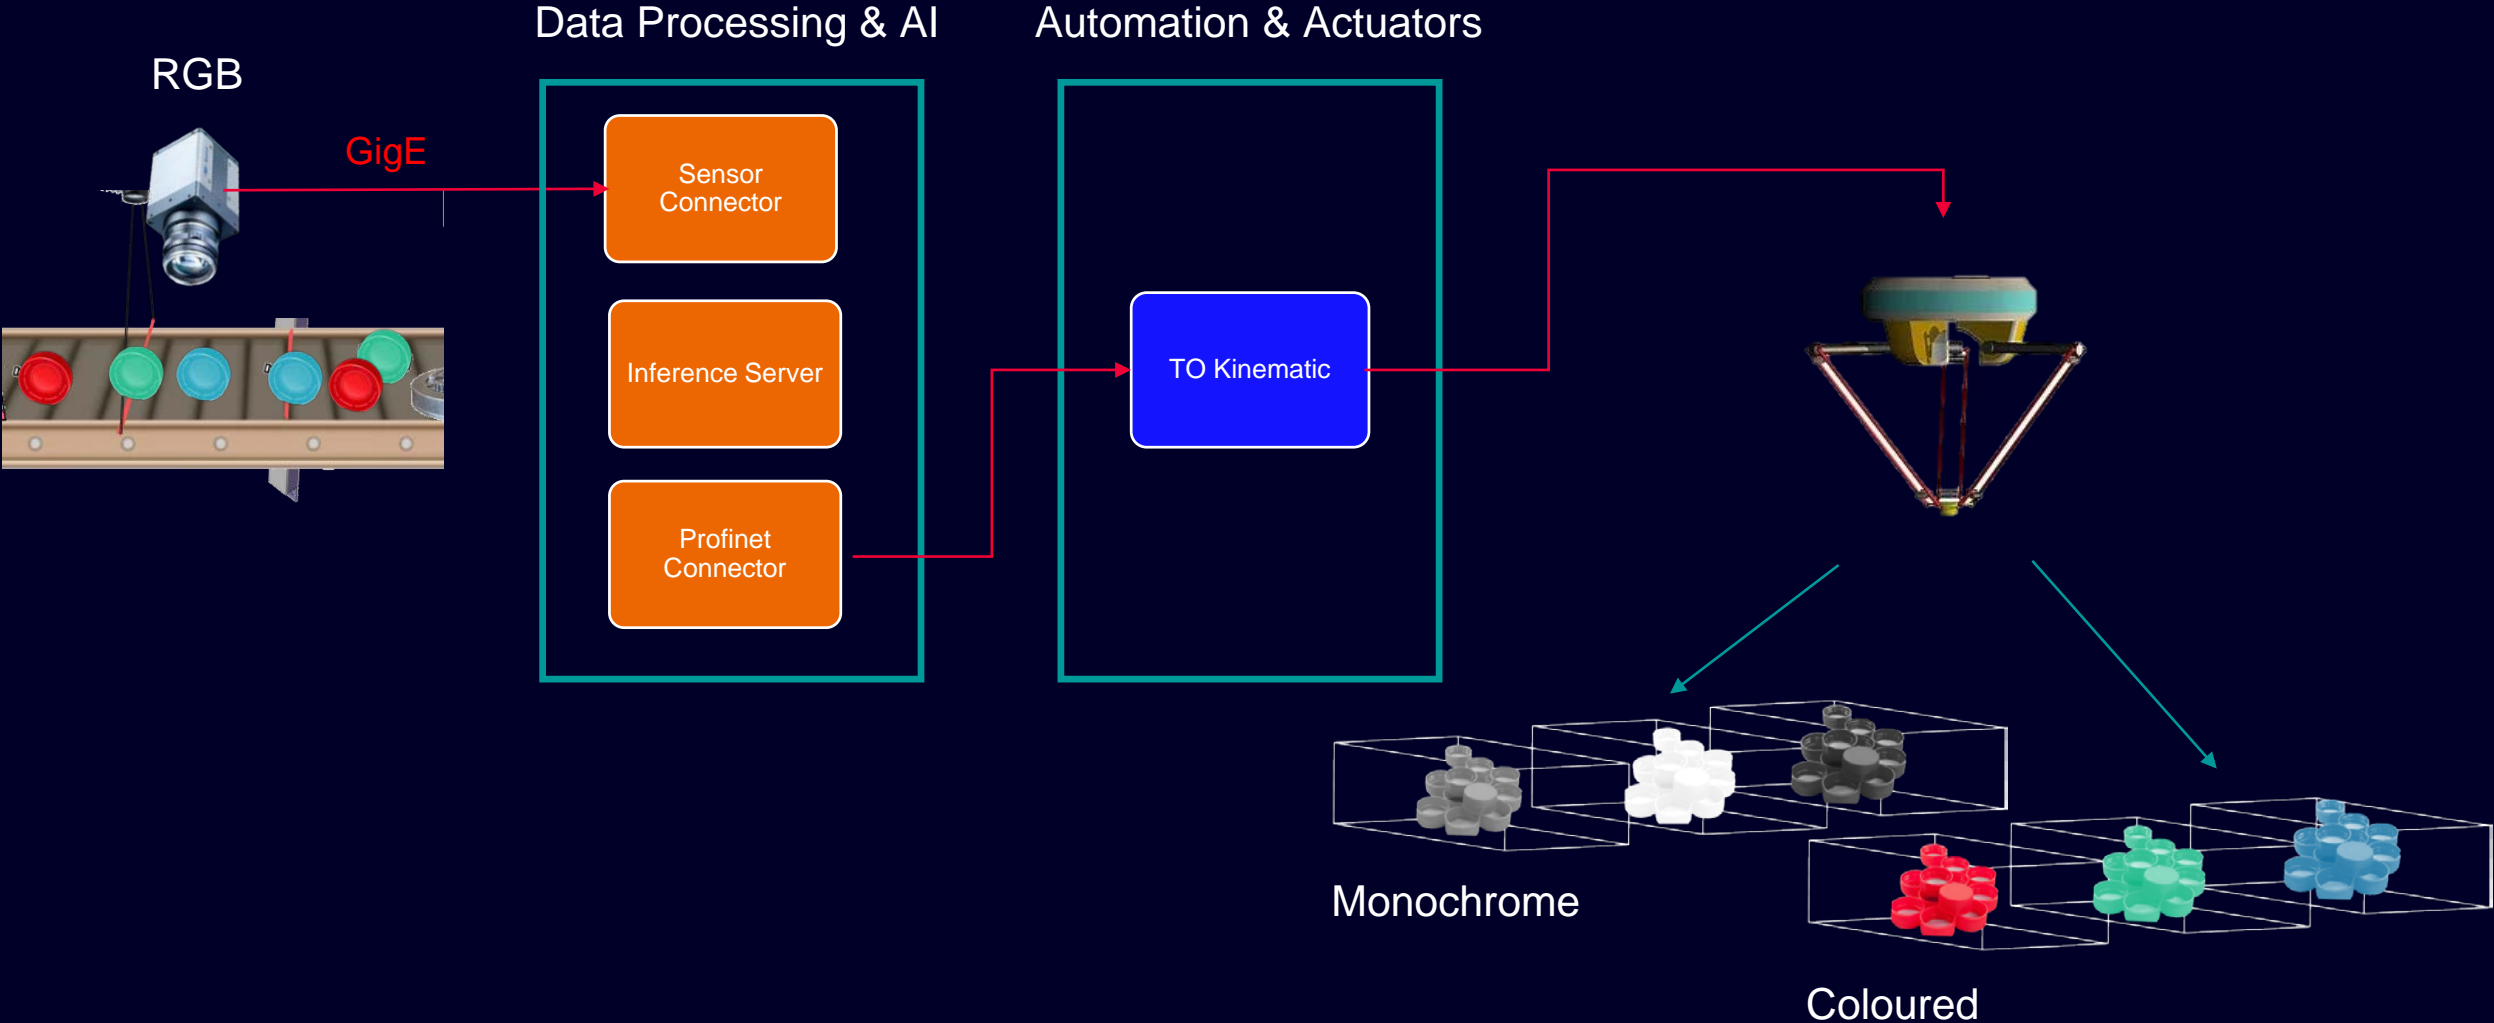 Data Processing & AI
Automation & Actuators
RGB
GigE
Sensor
Connector
Inference Server
TO Kinematic
Profinet
Connector
Monochrome
Coloured